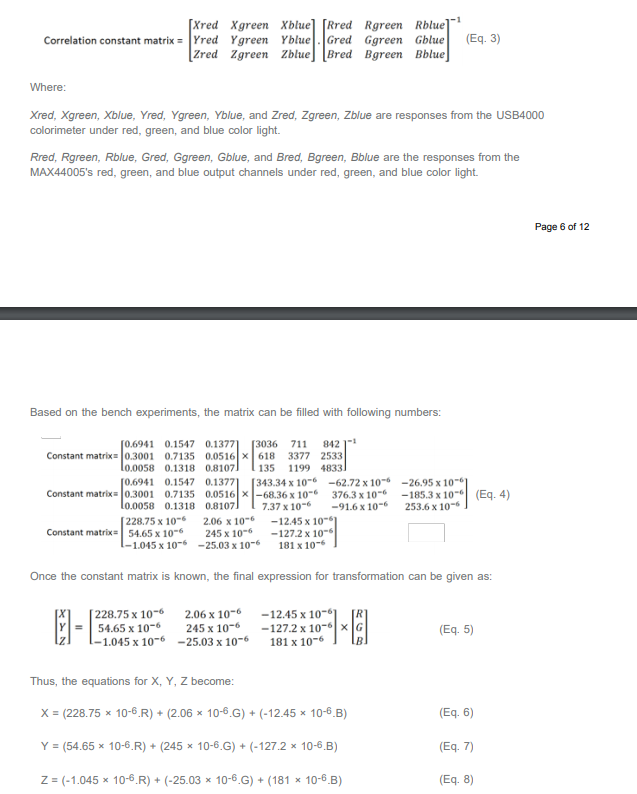 Correlation constant matrix = [Xred Xgreen Xblue] . [Rred Rgreen Rblue]⁻¹ (Eq. 3)
[Yred Ygreen Yblue] [Gred Ggreen Gblue]
[Zred Zgreen Zblue] [Bred Bgreen Bblue]
Where:
Xred, Xgreen, Xblue, Yred, Ygreen, Yblue, and Zred, Zgreen, Zblue are responses from the USB4000
colorimeter under red, green, and blue color light.
Rred, Rgreen, Rblue, Gred, Ggreen, Gblue, and Bred, Bgreen, Bblue are the responses from the
MAX44005's red, green, and blue output channels under red, green, and blue color light.
Page 6 of 12
Based on the bench experiments, the matrix can be filled with following numbers:
[0.6941 0.1547 0.1377] [3036 711 842]⁻¹
Constant matrix= [0.3001 0.7135 0.0516] x [618 3377 2533]
[0.0058 0.1318 0.8107] [135 1199 4833]
[0.6941 0.1547 0.1377] [343.34 x 10⁻⁶ −62.72 x 10⁻⁶ −26.95 x 10⁻⁶]
Constant matrix= [0.3001 0.7135 0.0516] x [−68.36 x 10⁻⁶ 376.3 x 10⁻⁶ −185.3 x 10⁻⁶] (Eq. 4)
[0.0058 0.1318 0.8107] [7.37 x 10⁻⁶ −91.6 x 10⁻⁶ 253.6 x 10⁻⁶]
[228.75 x 10⁻⁶ 2.06 x 10⁻⁶ −12.45 x 10⁻⁶]
Constant matrix= [54.65 x 10⁻⁶ 245 x 10⁻⁶ −127.2 x 10⁻⁶]
[−1.045 x 10⁻⁶ −25.03 x 10⁻⁶ 181 x 10⁻⁶]
Once the constant matrix is known, the final expression for transformation can be given as:
[X] [228.75 x 10⁻⁶ 2.06 x 10⁻⁶ −12.45 x 10⁻⁶] [R]
[Y] = [54.65 x 10⁻⁶ 245 x 10⁻⁶ −127.2 x 10⁻⁶] x [G] (Eq. 5)
[Z] [−1.045 x 10⁻⁶ −25.03 x 10⁻⁶ 181 x 10⁻⁶] [B]
Thus, the equations for X, Y, Z become:
X = (228.75 × 10⁻⁶.R) + (2.06 × 10⁻⁶.G) + (-12.45 × 10⁻⁶.B) (Eq. 6)
Y = (54.65 × 10⁻⁶.R) + (245 × 10⁻⁶.G) + (-127.2 × 10⁻⁶.B) (Eq. 7)
Z = (-1.045 × 10⁻⁶.R) + (-25.03 × 10⁻⁶.G) + (181 × 10⁻⁶.B) (Eq. 8)